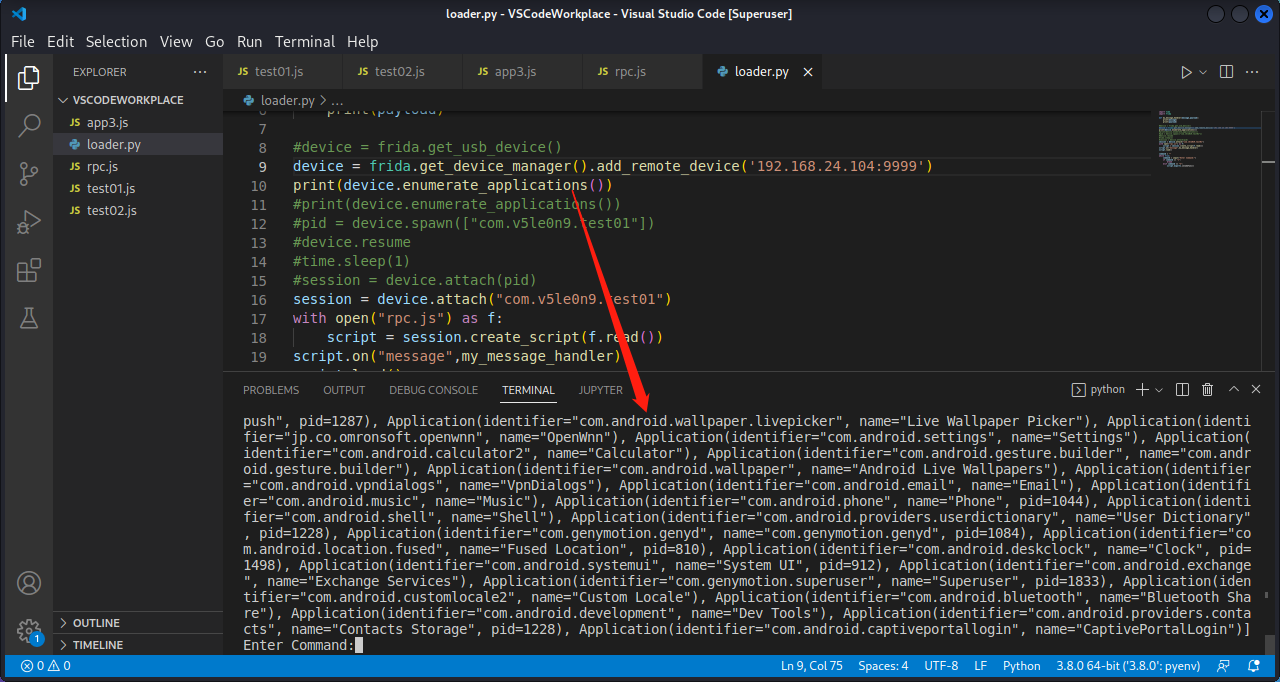 loader.py - VSCodeWorkplace - Visual Studio Code [Superuser]
File Edit Selection View Go Run Terminal Help
EXPLORER
JS test01.js
JS test02.js
JS app3.js
JS rpc.js
loader.py
VSCODEWORKPLACE
JS app3.js
loader.py
JS rpc.js
JS test01.js
JS test02.js
OUTLINE
TIMELINE
1
loader.py > ...
7
8 #device = frida.get_usb_device()
9 device = frida.get_device_manager().add_remote_device('192.168.24.104:9999')
10 print(device.enumerate_applications())
11 #print(device.enumerate_applications())
12 #pid = device.spawn(["com.v5le0n9.test01"])
13 #device.resume
14 #time.sleep(1)
15 #session = device.attach(pid)
16 session = device.attach("com.v5le0n9.test01")
17 with open("rpc.js") as f:
18 script = session.create_script(f.read())
19 script.on("message",my_message_handler)
PROBLEMS OUTPUT DEBUG CONSOLE TERMINAL JUPYTER
python
push", pid=1287), Application(identifier="com.android.wallpaper.livepicker", name="Live Wallpaper Picker"), Application(identi
fier="jp.co.omronsoft.openwnn", name="OpenWnn"), Application(identifier="com.android.settings", name="Settings"), Application(
identifier="com.android.calculator2", name="Calculator"), Application(identifier="com.android.gesture.builder", name="com.andr
oid.gesture.builder"), Application(identifier="com.android.wallpaper", name="Android Live Wallpapers"), Application(identifier
="com.android.vpndialogs", name="VpnDialogs"), Application(identifier="com.android.email", name="Email"), Application(identifi
er="com.android.music", name="Music"), Application(identifier="com.android.phone", name="Phone", pid=1044), Application(identi
fier="com.android.shell", name="Shell"), Application(identifier="com.android.providers.userdictionary", name="User Dictionary"
, pid=1228), Application(identifier="com.genymotion.genyd", name="com.genymotion.genyd", pid=1084), Application(identifier="co
m.android.location.fused", name="Fused Location", pid=810), Application(identifier="com.android.deskclock", name="Clock", pid=
1498), Application(identifier="com.android.systemui", name="System UI", pid=912), Application(identifier="com.android.exchange
", name="Exchange Services"), Application(identifier="com.genymotion.superuser", name="Superuser", pid=1833), Application(iden
tifier="com.android.customlocale2", name="Custom Locale"), Application(identifier="com.android.bluetooth", name="Bluetooth Sha
re"), Application(identifier="com.android.development", name="Dev Tools"), Application(identifier="com.android.providers.conta
cts", name="Contacts Storage", pid=1228), Application(identifier="com.android.captiveportallogin", name="CaptivePortalLogin")]
Enter Command:
0 0
Ln 9, Col 75 Spaces: 4 UTF-8 LF Python 3.8.0 64-bit ('3.8.0': pyenv)